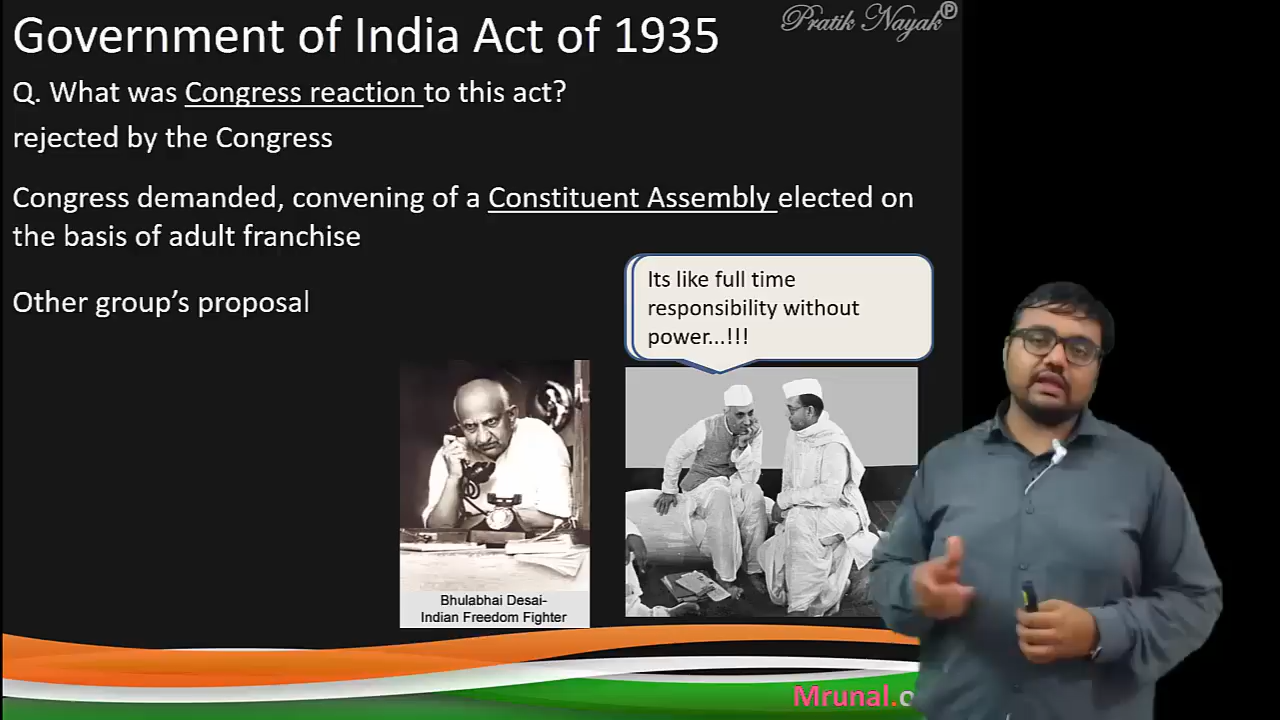 Government of India Act of 1935
Pratik Nayak®
Q. What was Congress reaction to this act?
rejected by the Congress
Congress demanded, convening of a Constituent Assembly elected on
the basis of adult franchise
Other group's proposal
Its like full time
responsibility without
power...!!!
Bhulabhai Desai-
Indian Freedom Fighter
Mrunal.o